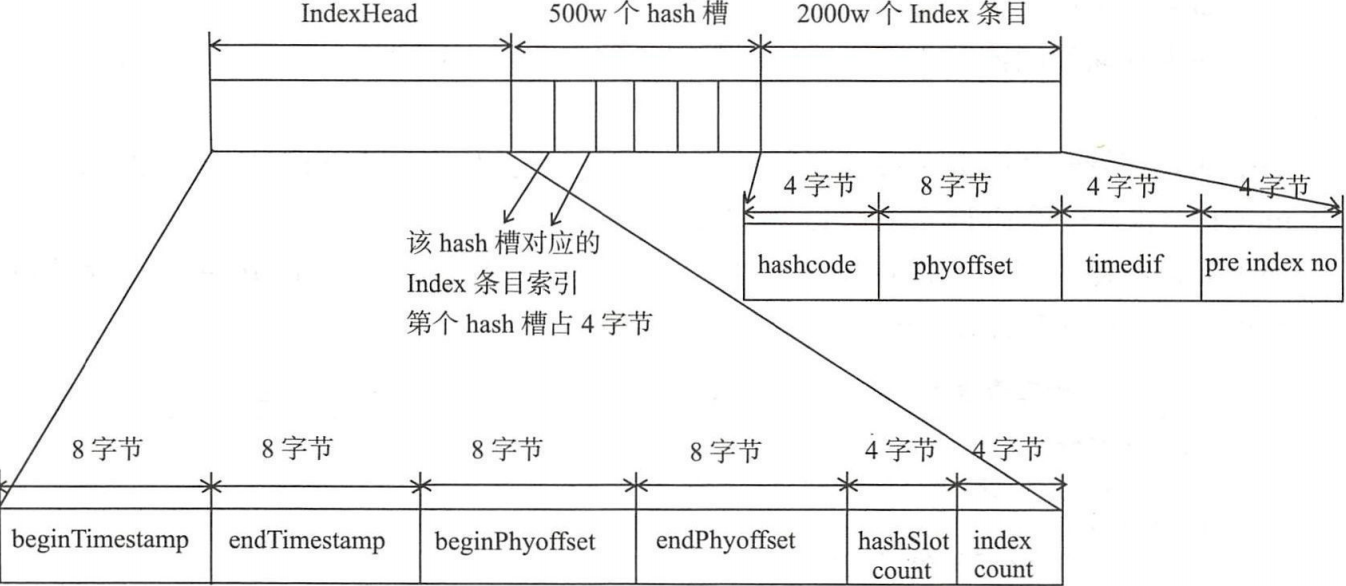 IndexHead
500w 个 hash 槽
2000w 个 Index 条目
4 字节
8 字节
4 字节
4 字节
hashcode
phyoffset
timedif
pre index no
该 hash 槽对应的
Index 条目索引
第个 hash 槽占 4 字节
8 字节
8 字节
8 字节
8 字节
4 字节
4 字节
beginTimestamp
endTimestamp
beginPhyoffset
endPhyoffset
hashSlot
count
index
count